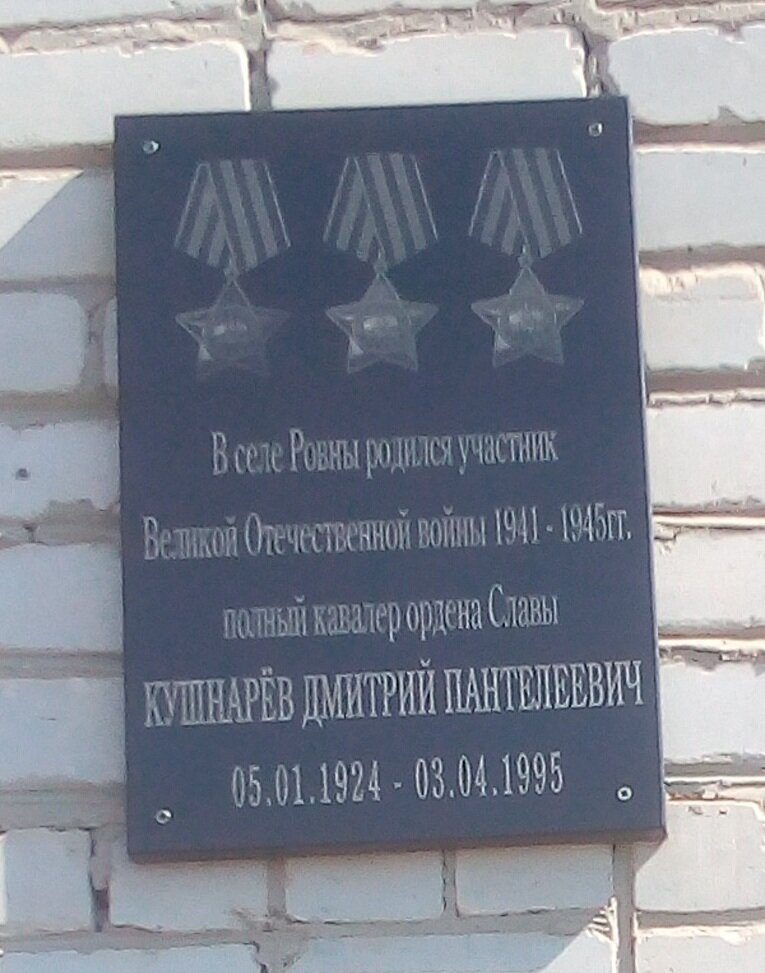 В селе Ровны родился участник
Великой Отечественной войны 1941 - 1945гг.
полный кавалер ордена Славы
КУШНАРЁВ ДМИТРИЙ ПАНТЕЛЕЕВИЧ
05.01.1924 - 03.04.1995